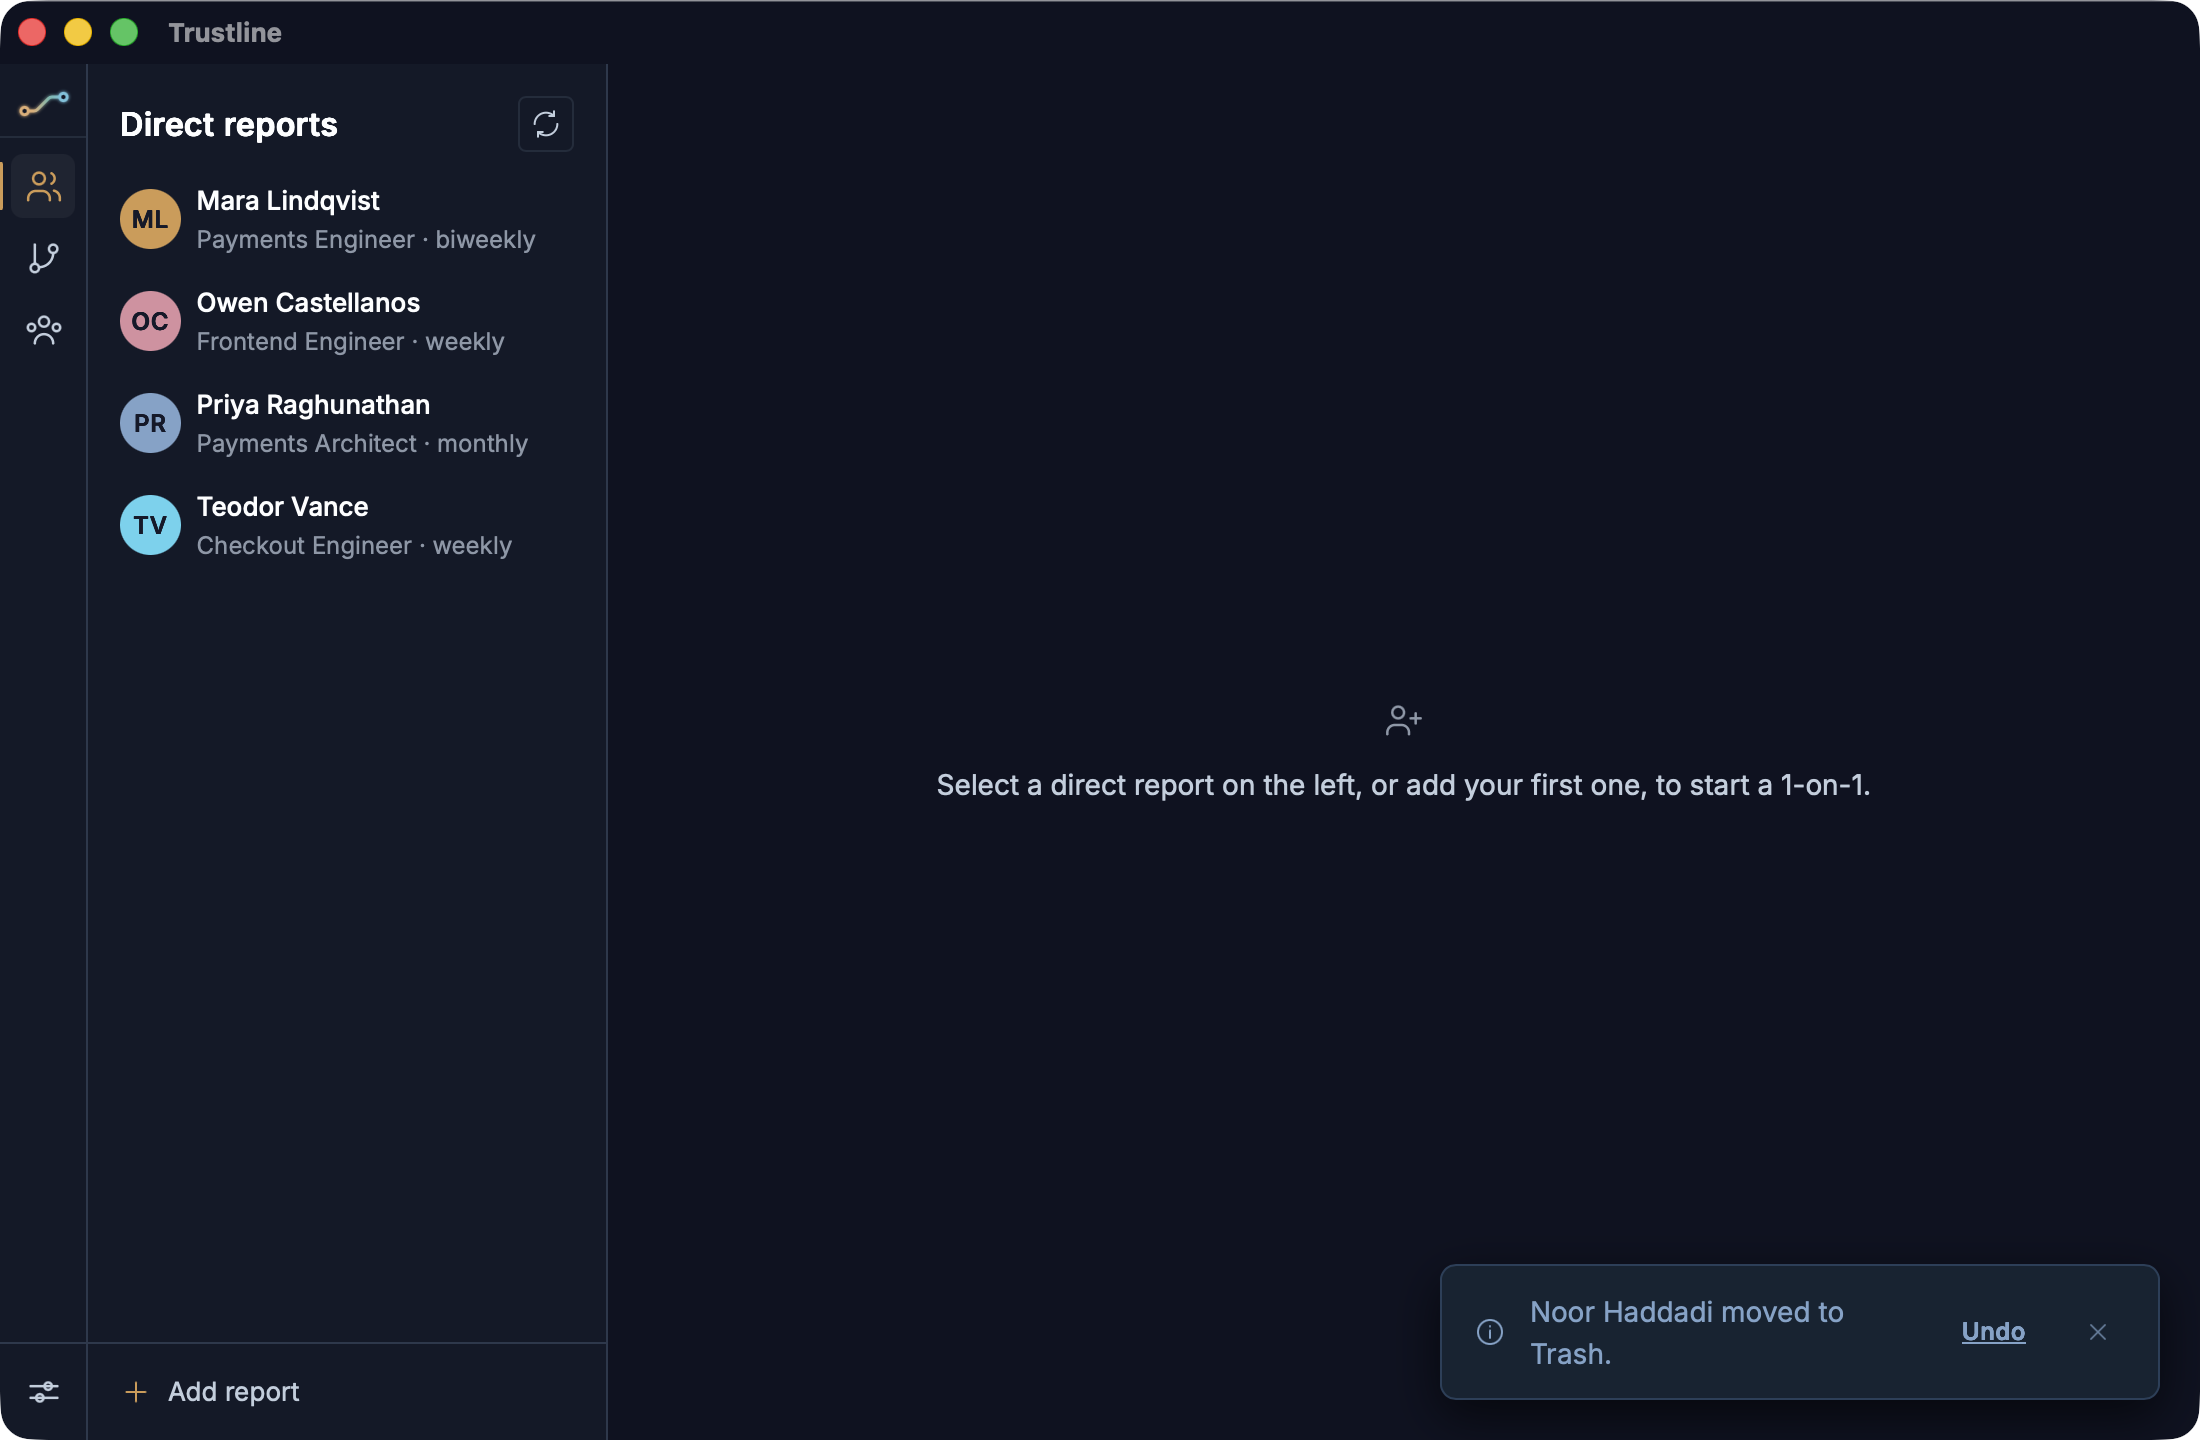 Trustline
Direct reports
ML
Mara Lindqvist
Payments Engineer · biweekly
OC
Owen Castellanos
Frontend Engineer · weekly
PR
Priya Raghunathan
Payments Architect · monthly
TV
Teodor Vance
Checkout Engineer · weekly
Add report
Select a direct report on the left, or add your first one, to start a 1-on-1.
Noor Haddadi moved to
Trash.
Undo